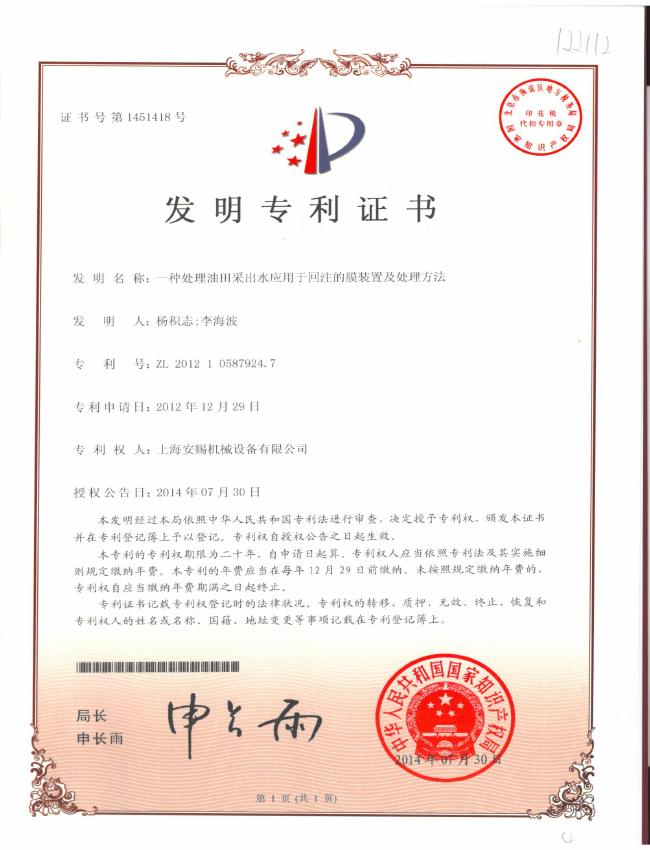 122112
证书号第1451418号
北京市海淀区地方税务局
印花税
代扣专用章
国家知识产权局
发明专利证书
发明名称：一种处理油田采出水应用于回注的膜装置及处理方法
发明人：杨积志;李海波
专利号：ZL 2012 1 0587924.7
专利申请日：2012年12月29日
专利权人：上海安赐机械设备有限公司
授权公告日：2014年07月30日
本发明经过本局依照中华人民共和国专利法进行审查，决定授予专利权，颁发本证书
并在专利登记簿上予以登记。专利权自授权公告之日起生效。
本专利的专利权期限为二十年，自申请日起算。专利权人应当依照专利法及其实施细
则规定缴纳年费。本专利的年费应当在每年12月29日前缴纳。未按照规定缴纳年费的，
专利权自应当缴纳年费期满之日起终止。
专利证书记载专利权登记时的法律状况。专利权的转移、质押、无效、终止、恢复和
专利权人的姓名或名称、国籍、地址变更等事项记载在专利登记簿上。
局长
申长雨
申长雨
中华人民共和国国家知识产权局
2014年07月30日
第1页(共1页)